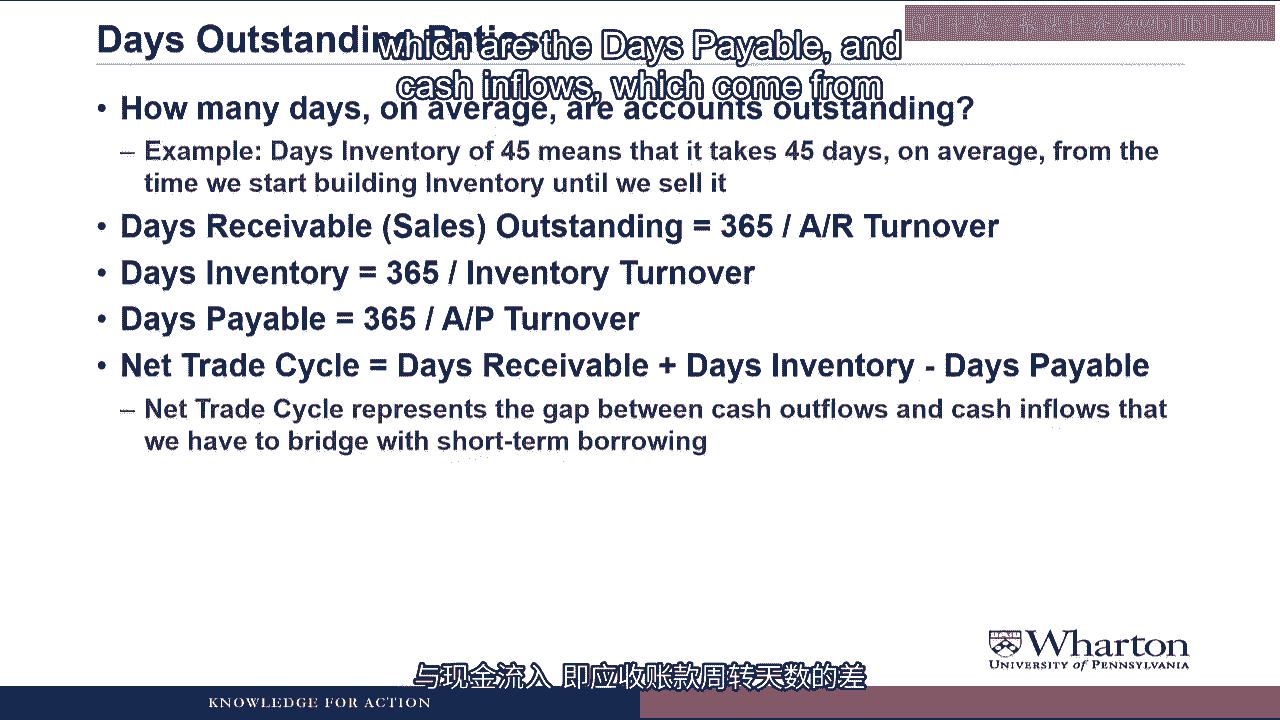 Days Outstanding Ratios
which are the Days Payable, and
cash inflows, which come from
• How many days, on average, are accounts outstanding?
– Example: Days Inventory of 45 means that it takes 45 days, on average, from the
time we start building Inventory until we sell it
• Days Receivable (Sales) Outstanding = 365 / A/R Turnover
• Days Inventory = 365 / Inventory Turnover
• Days Payable = 365 / A/P Turnover
• Net Trade Cycle = Days Receivable + Days Inventory - Days Payable
– Net Trade Cycle represents the gap between cash outflows and cash inflows that
we have to bridge with short-term borrowing
Wharton
UNIVERSITY of PENNSYLVANIA
与现金流入 即应收账款周转天数的差
KNOWLEDGE FOR ACTION